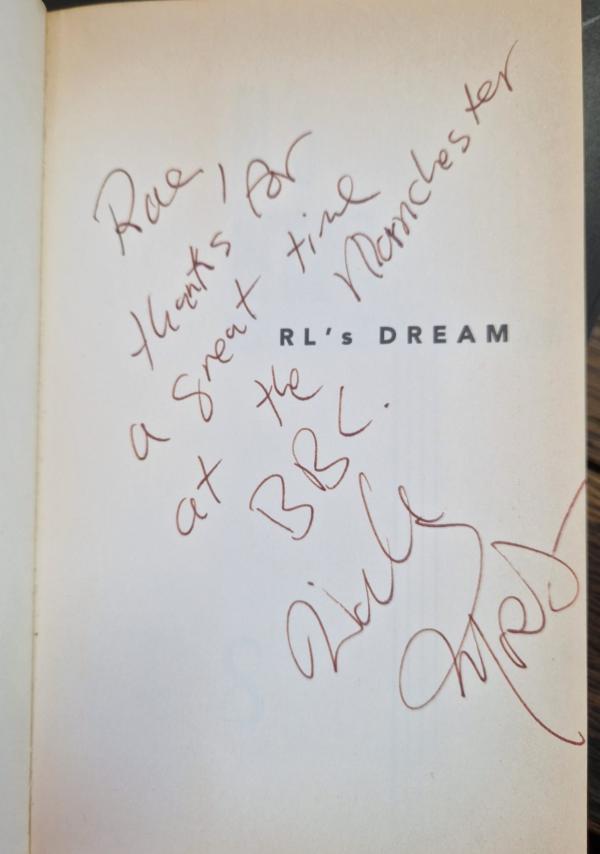 Rae,
thanks for
a great time
at the Manchester
BBC.
RL's DREAM